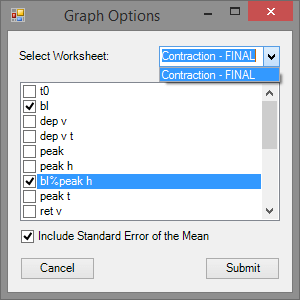 Graph Options
Select Worksheet: Contraction - FINAL
Contraction - FINAL
t0
bl
dep v
dep v t
peak
peak h
bl%peak h
peak t
ret v
Include Standard Error of the Mean
Cancel Submit